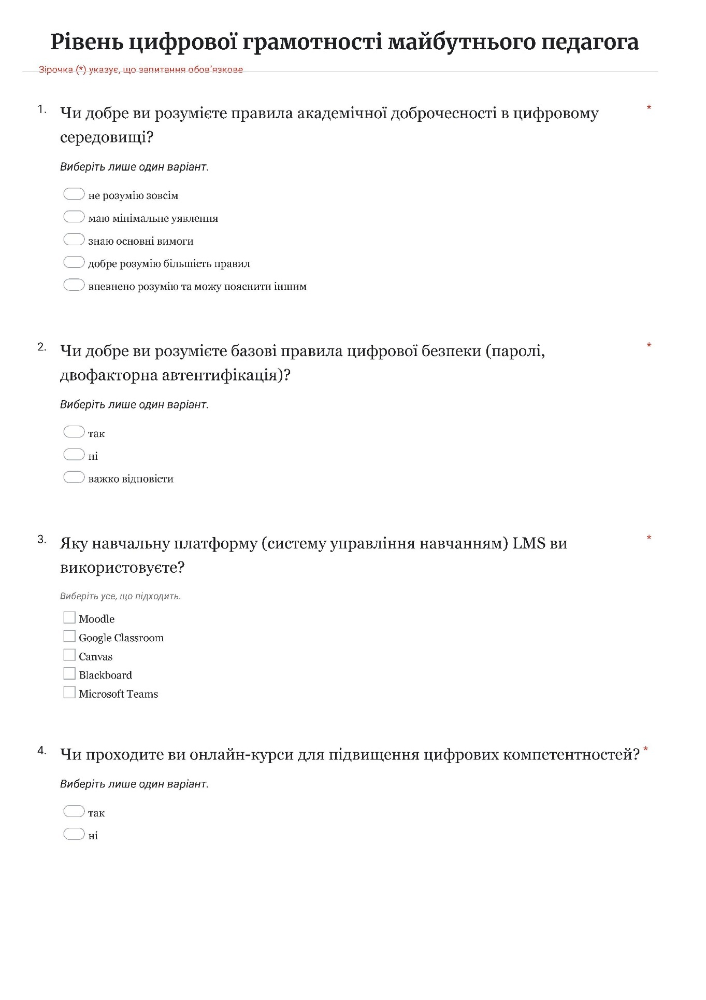 Рівень цифрової грамотності майбутнього педагога
Зірочка (*) указує, що запитання обов'язкове
1. Чи добре ви розумієте правила академічної доброчесності в цифровому *
середовищі?
Виберіть лише один варіант.
не розумію зовсім
маю мінімальне уявлення
знаю основні вимоги
добре розумію більшість правил
впевнено розумію та можу пояснити іншим
2. Чи добре ви розумієте базові правила цифрової безпеки (паролі, *
двофакторна автентифікація)?
Виберіть лише один варіант.
так
ні
важко відповісти
3. Яку навчальну платформу (систему управління навчанням) LMS ви *
використовуєте?
Виберіть усе, що підходить.
Moodle
Google Classroom
Canvas
Blackboard
Microsoft Teams
4. Чи проходите ви онлайн-курси для підвищення цифрових компетентностей? *
Виберіть лише один варіант.
так
ні